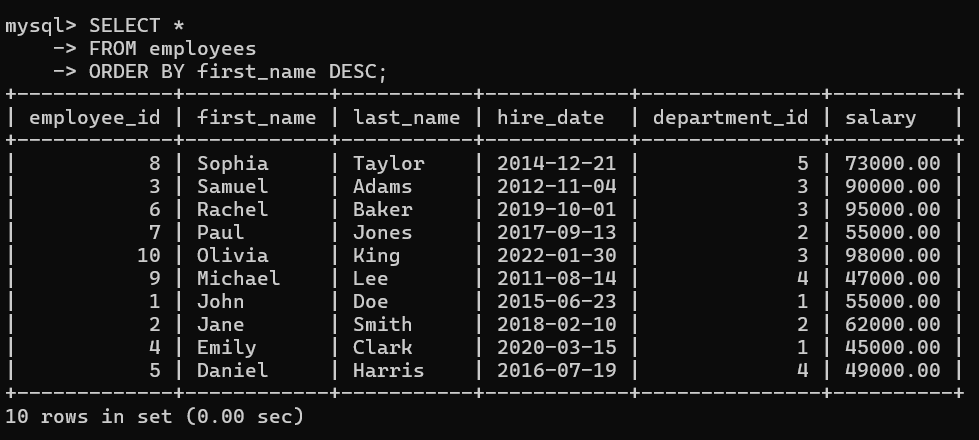 mysql> SELECT *
    -> FROM employees
    -> ORDER BY first_name DESC;
+-------------+------------+-----------+------------+---------------+----------+
| employee_id | first_name | last_name | hire_date  | department_id | salary   |
+-------------+------------+-----------+------------+---------------+----------+
|           8 | Sophia     | Taylor    | 2014-12-21 |             5 | 73000.00 |
|           3 | Samuel     | Adams     | 2012-11-04 |             3 | 90000.00 |
|           6 | Rachel     | Baker     | 2019-10-01 |             3 | 95000.00 |
|           7 | Paul       | Jones     | 2017-09-13 |             2 | 55000.00 |
|          10 | Olivia     | King      | 2022-01-30 |             3 | 98000.00 |
|           9 | Michael    | Lee       | 2011-08-14 |             4 | 47000.00 |
|           1 | John       | Doe       | 2015-06-23 |             1 | 55000.00 |
|           2 | Jane       | Smith     | 2018-02-10 |             2 | 62000.00 |
|           4 | Emily      | Clark     | 2020-03-15 |             1 | 45000.00 |
|           5 | Daniel     | Harris    | 2016-07-19 |             4 | 49000.00 |
+-------------+------------+-----------+------------+---------------+----------+
10 rows in set (0.00 sec)